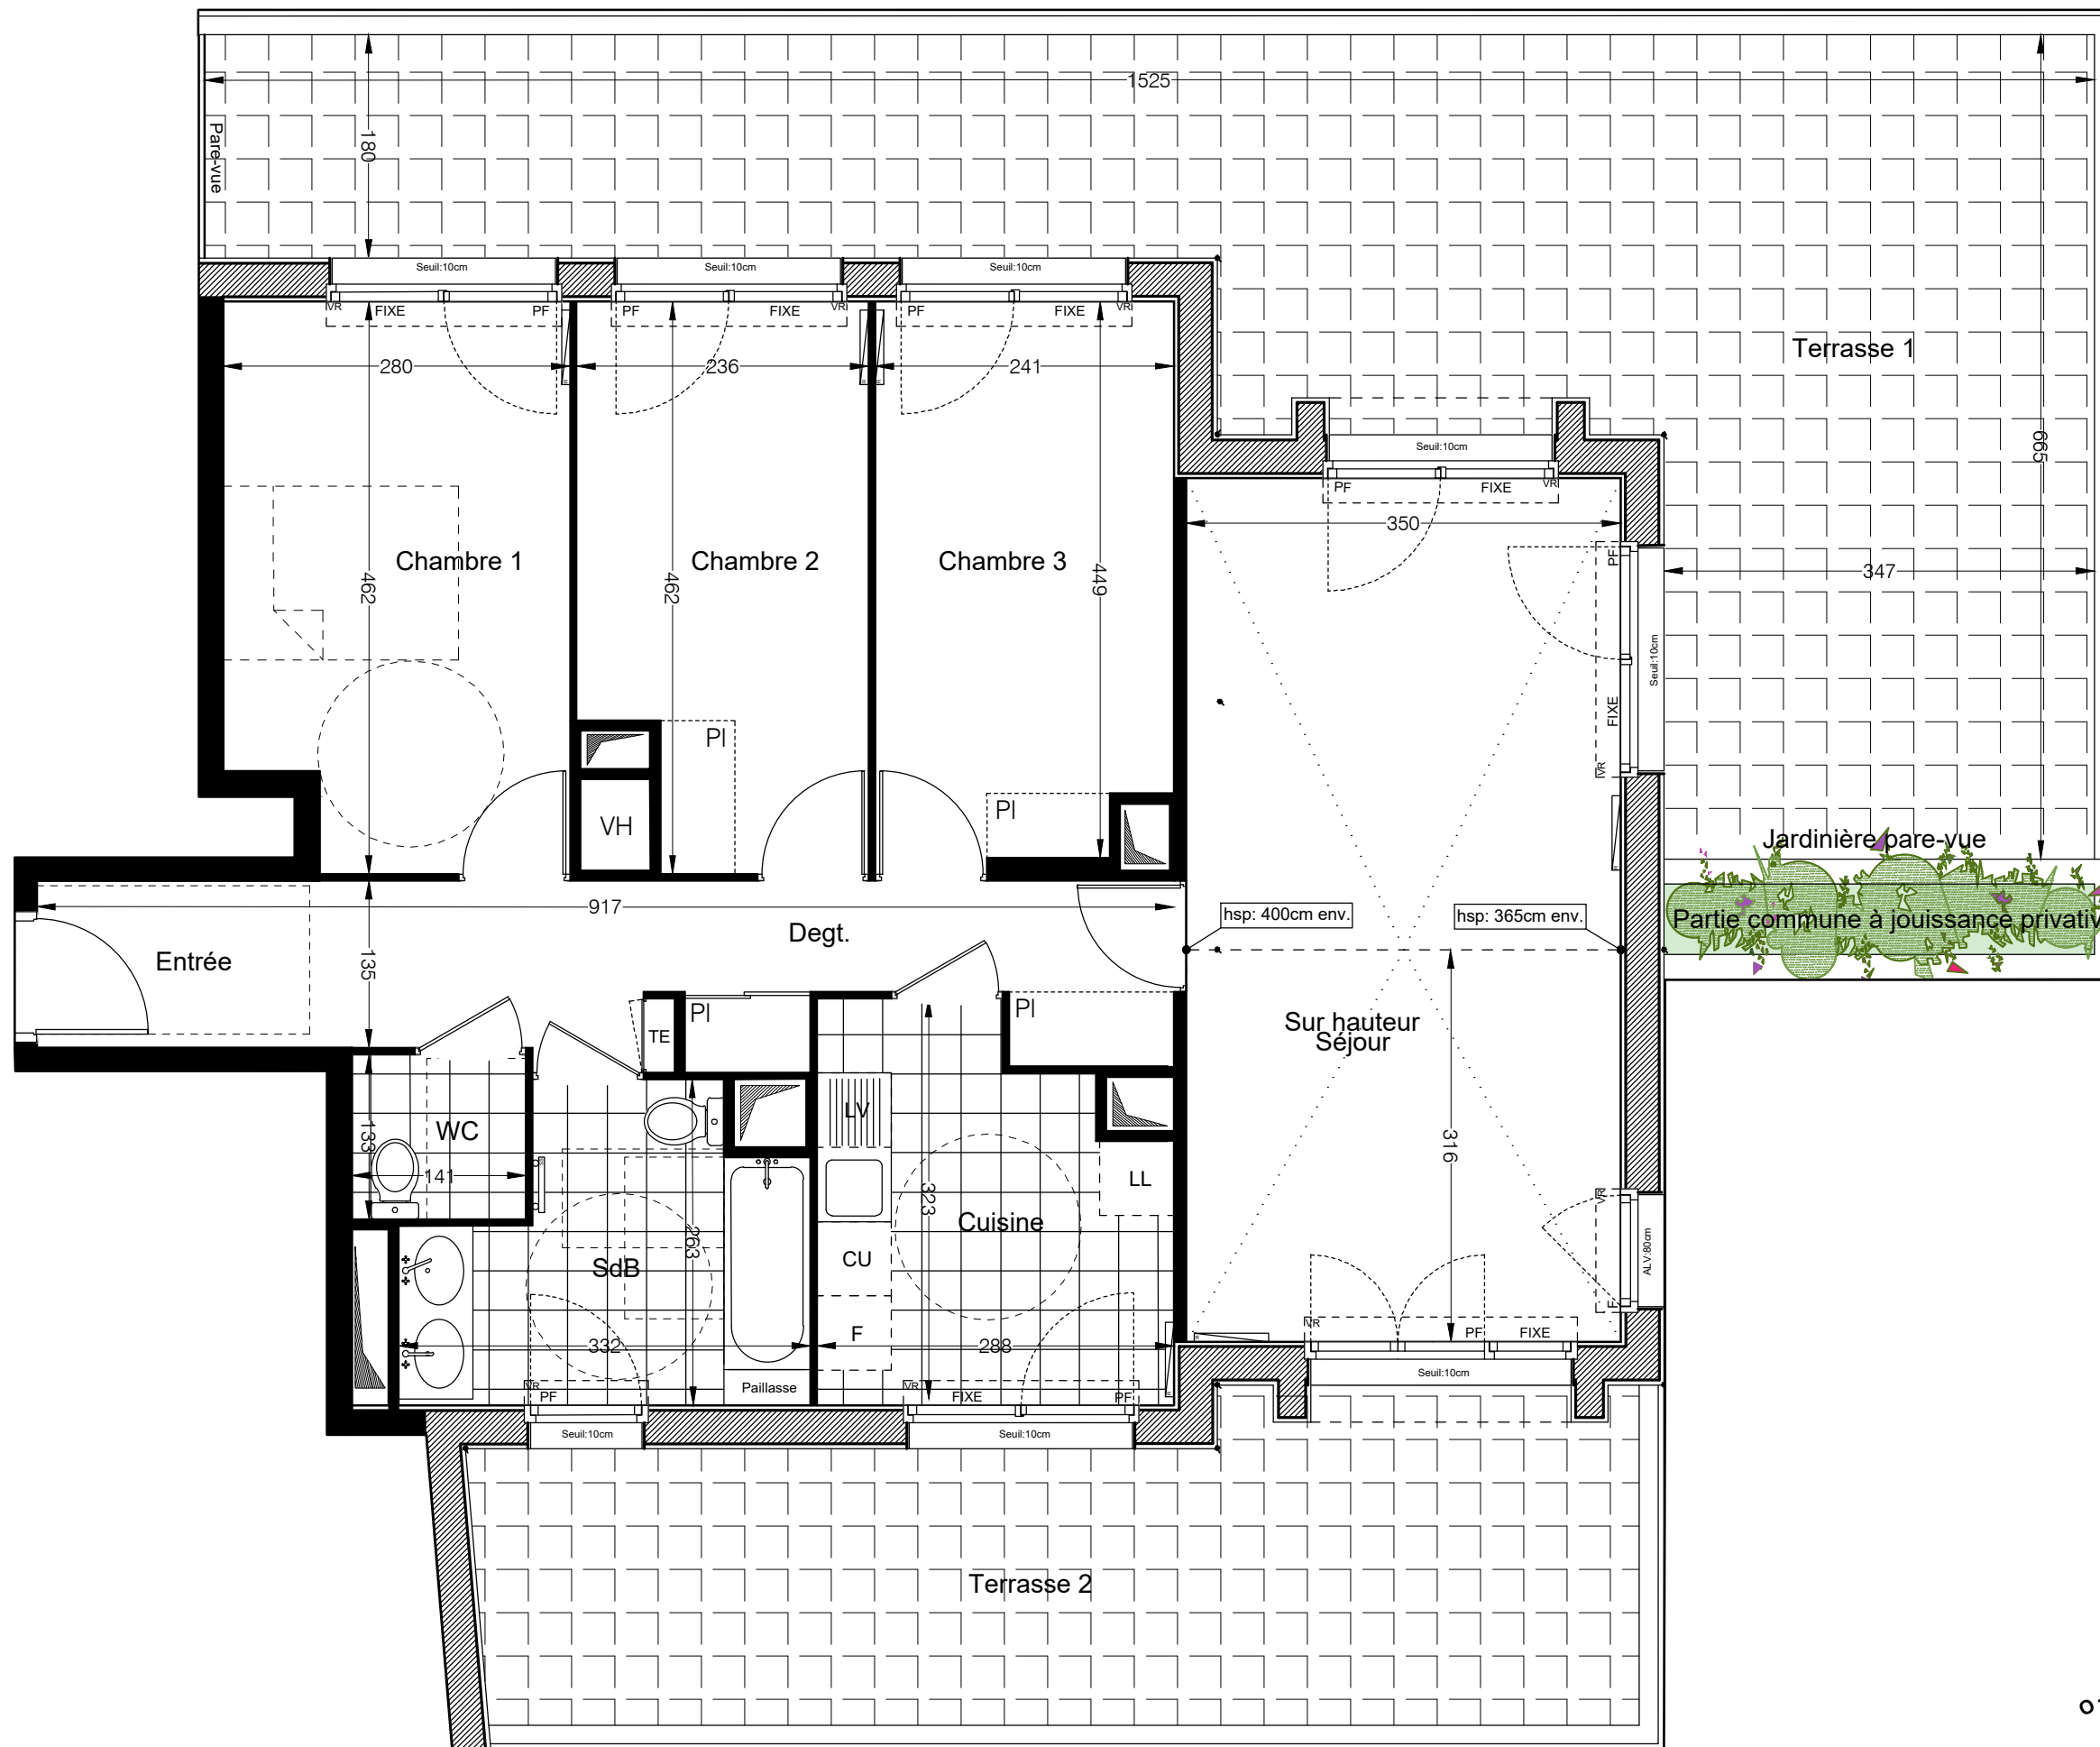 1525
Pare-vue
180
Seuil:10cm
Seuil:10cm
Seuil:10cm
VR
FIXE
PF
PF
FIXE
VR
PF
FIXE
VR
280
236
241
Terrasse 1
665
Seuil:10cm
PF
FIXE
VR
350
PF
FIXE
VR
Seuil:10cm
347
Chambre 1
Chambre 2
Chambre 3
462
462
449
Pl
VH
Pl
Jardinière pare-vue
Partie commune à jouissance privativ
917
hsp: 400cm env.
hsp: 365cm env.
Degt.
Entrée
135
Pl
TE
Pl
Sur hauteur
Séjour
WC
133
141
LV
LL
316
323
Cuisine
263
SdB
CU
F
332
288
Paillasse
VR
PF
VR
FIXE
PF
VR
PF
FIXE
VR
F
ALV:80cm
Seuil:10cm
Seuil:10cm
Seuil:10cm
Terrasse 2